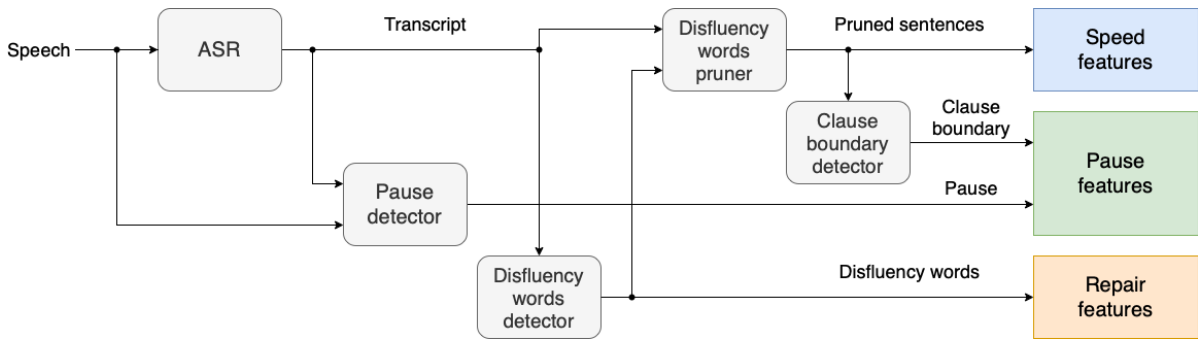 Speech
ASR
Transcript
Disfluency
words
pruner
Pruned sentences
Speed
features
Clause
boundary
detector
Clause
boundary
Pause
features
Pause
detector
Pause
Disfluency
words
detector
Disfluency words
Repair
features